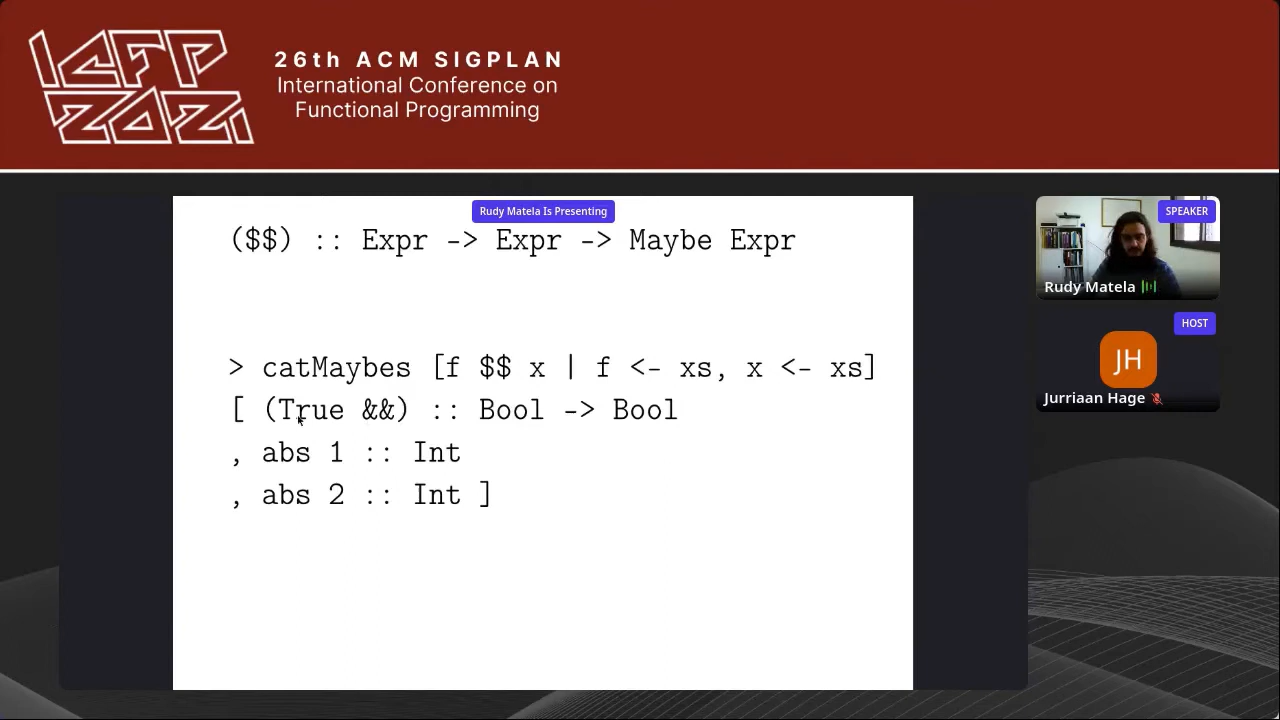 ICFP
2021
26th ACM SIGPLAN
International Conference on
Functional Programming
Rudy Matela Is Presenting
($$) :: Expr -> Expr -> Maybe Expr
> catMaybes [f $$ x | f <- xs, x <- xs]
[ (True &&) :: Bool -> Bool
, abs 1 :: Int
, abs 2 :: Int ]
SPEAKER
Rudy Matela
HOST
JH
Jurriaan Hage